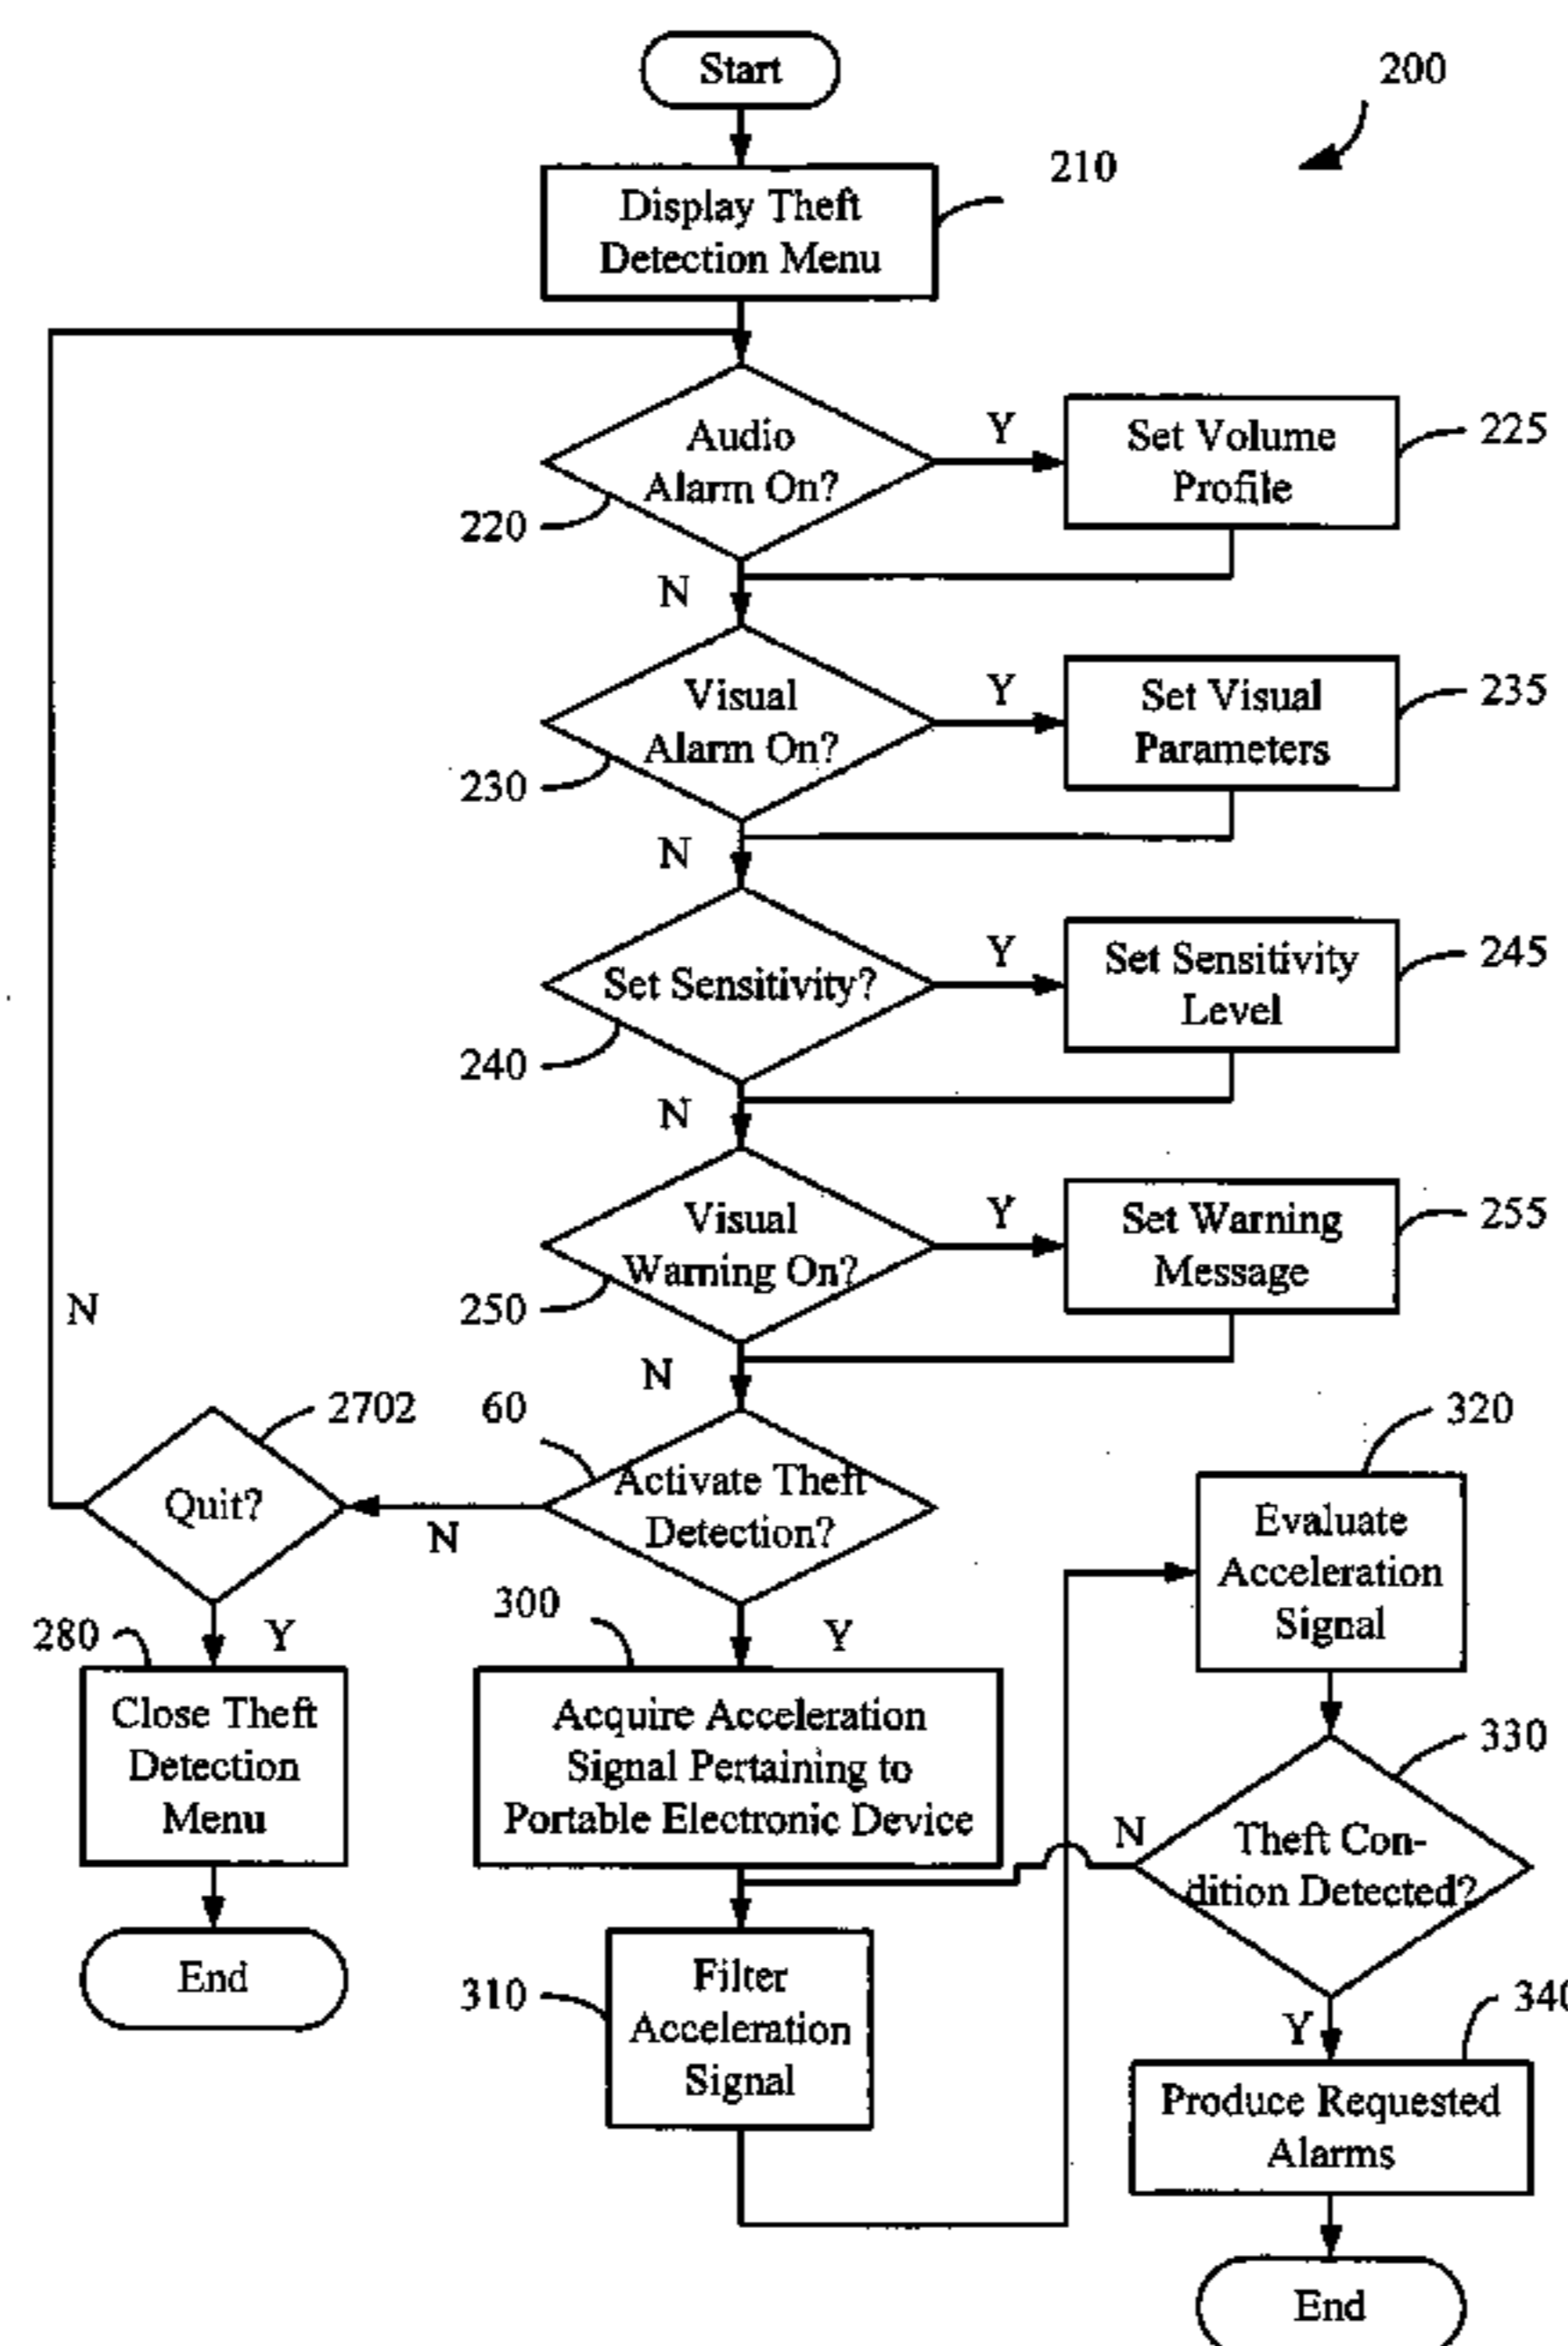 Start
200
210
Display Theft
Detection Menu
Audio
Alarm On?
220
Y
Set Volume
Profile
225
N
Visual
Alarm On?
230
Y
Set Visual
Parameters
235
N
Set Sensitivity?
240
Y
Set Sensitivity
Level
245
N
Visual
Warning On?
250
Y
Set Warning
Message
255
N
N
2702
Quit?
60
Activate Theft
Detection?
N
280
Y
Close Theft
Detection
Menu
End
300
Y
Acquire Acceleration
Signal Pertaining to
Portable Electronic Device
310
Filter
Acceleration
Signal
320
Evaluate
Acceleration
Signal
330
N
Theft Con-
dition Detected?
Y
340
Produce Requested
Alarms
End